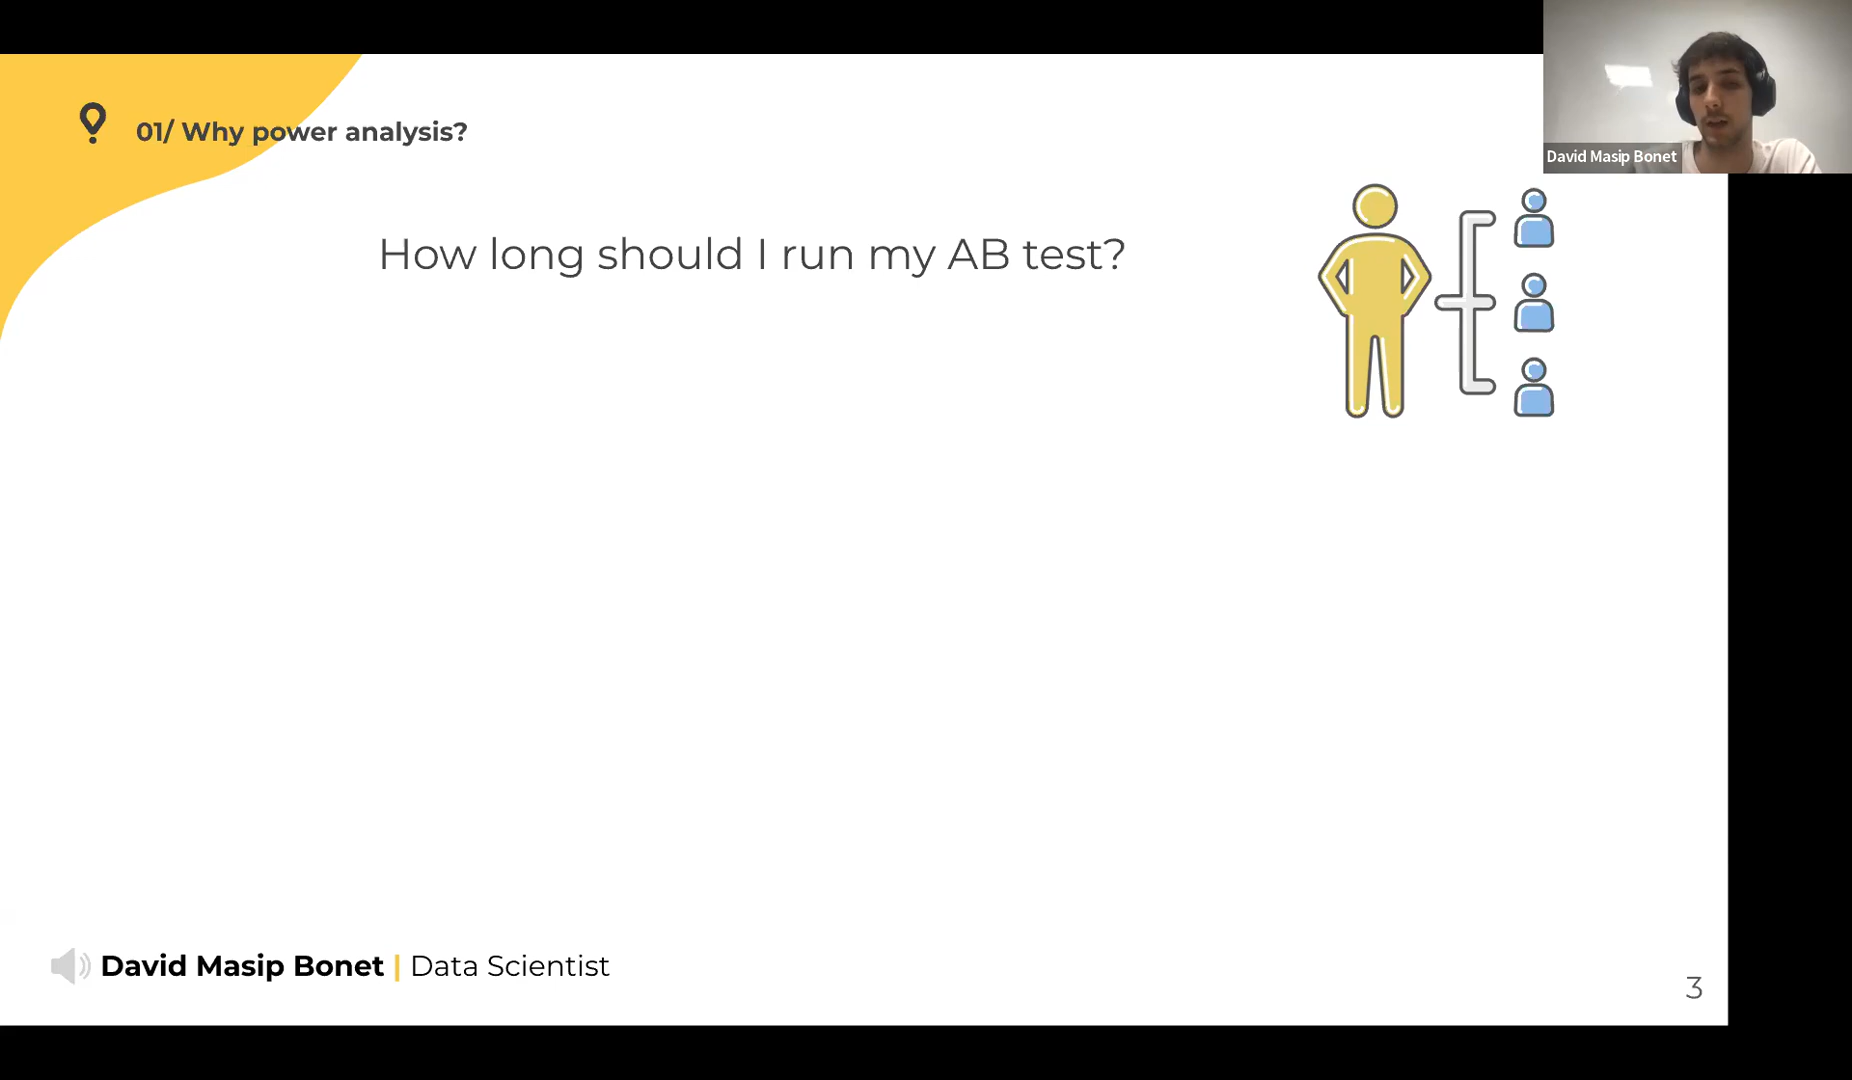 01/ Why power analysis?
David Masip Bonet
How long should I run my AB test?
David Masip Bonet | Data Scientist
3